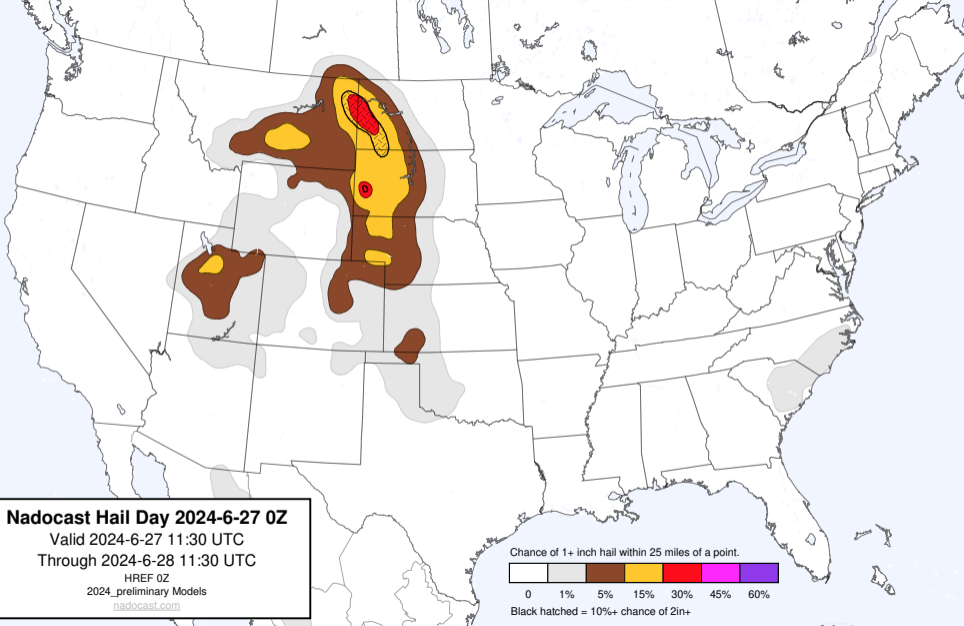 Nadocast Hail Day 2024-6-27 0Z
Valid 2024-6-27 11:30 UTC
Through 2024-6-28 11:30 UTC
HREF 0Z
2024_preliminary Models
nadocast.com
Chance of 1+ inch hail within 25 miles of a point.
0 1% 5% 15% 30% 45% 60%
Black hatched = 10%+ chance of 2in+